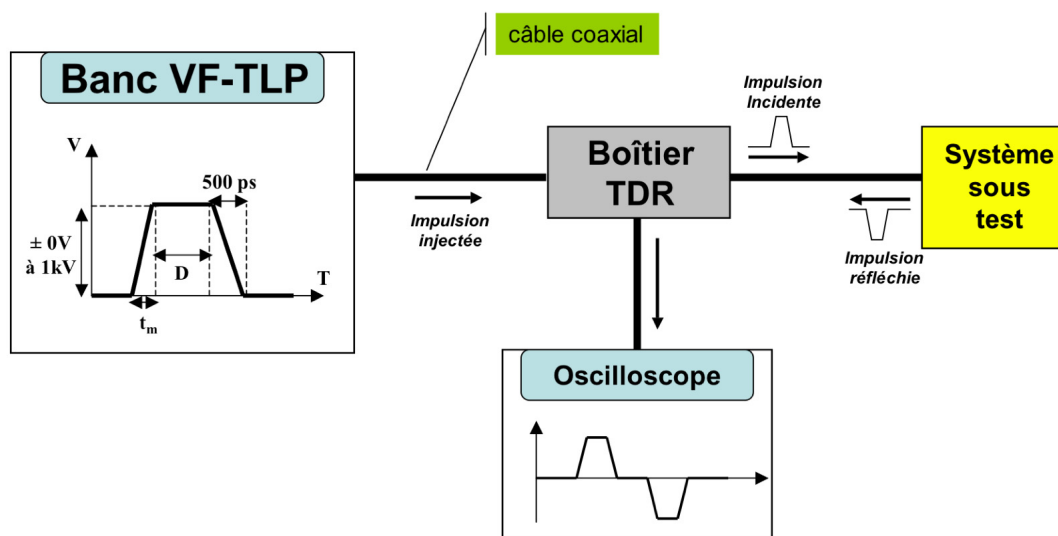 câble coaxial
Banc VF-TLP
V
500 ps
± 0V
à 1kV
D
T
tm
Impulsion
injectée
Boîtier
TDR
Impulsion
Incidente
Impulsion
réfléchie
Système
sous
test
Oscilloscope